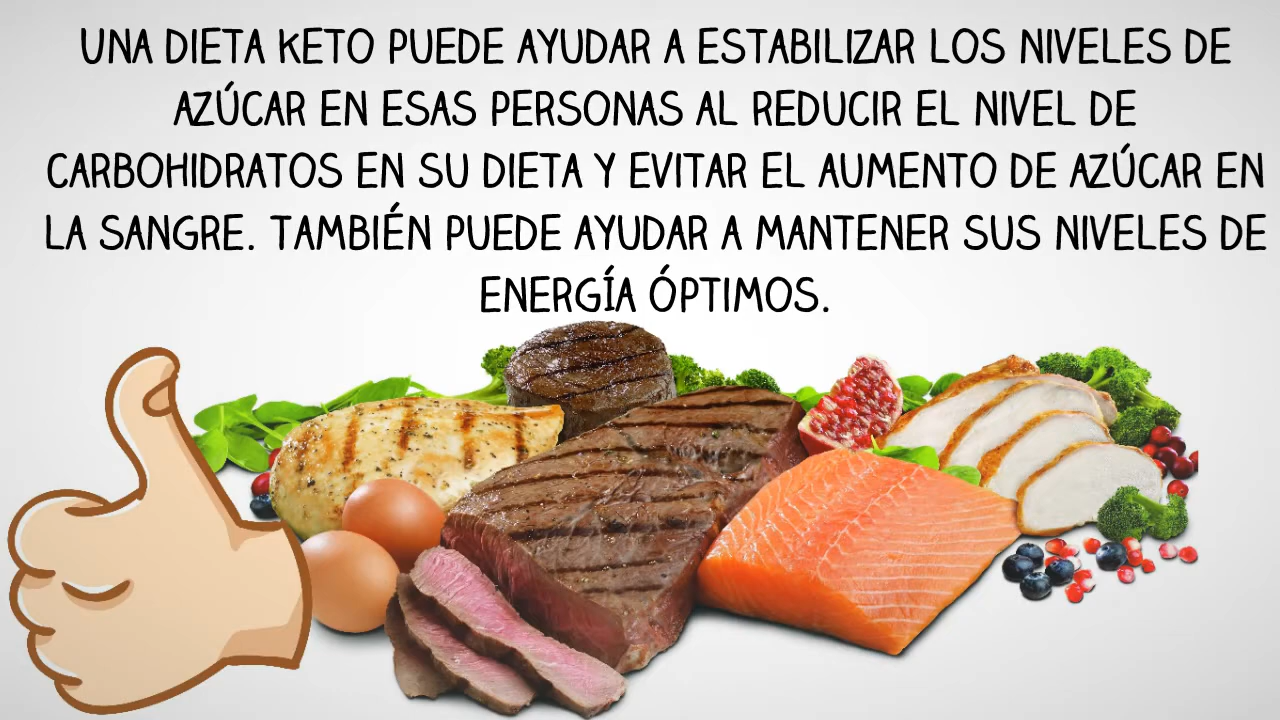 UNA DIETA KETO PUEDE AYUDAR A ESTABILIZAR LOS NIVELES DE
AZÚCAR EN ESAS PERSONAS AL REDUCIR EL NIVEL DE
CARBOHIDRATOS EN SU DIETA Y EVITAR EL AUMENTO DE AZÚCAR EN
LA SANGRE. TAMBIÉN PUEDE AYUDAR A MANTENER SUS NIVELES DE
ENERGÍA ÓPTIMOS.